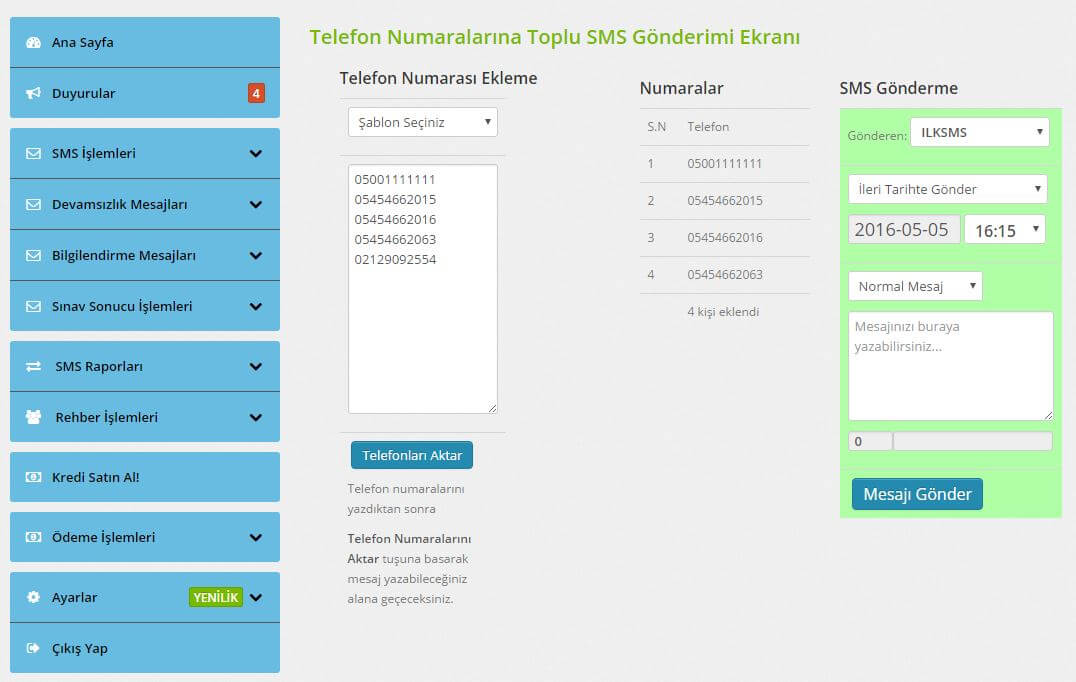 Ana Sayfa
Duyurular 4
SMS İşlemleri
Devamsızlık Mesajları
Bilgilendirme Mesajları
Sınav Sonucu İşlemleri
SMS Raporları
Rehber İşlemleri
Kredi Satın Al!
Ödeme İşlemleri
Ayarlar YENİLİK
Çıkış Yap
Telefon Numaralarına Toplu SMS Gönderimi Ekranı
Telefon Numarası Ekleme
Şablon Seçiniz
05001111111
05454662015
05454662016
05454662063
02129092554
Telefonları Aktar
Telefon numaralarını
yazdıktan sonra
Telefon Numaralarını
Aktar tuşuna basarak
mesaj yazabileceğiniz
alana geçeceksiniz.
Numaralar
S.N Telefon
1 05001111111
2 05454662015
3 05454662016
4 05454662063
4 kişi eklendi
SMS Gönderme
Gönderen: ILKSMS
İleri Tarihte Gönder
2016-05-05 16:15
Normal Mesaj
Mesajınızı buraya
yazabilirsiniz...
0
Mesajı Gönder